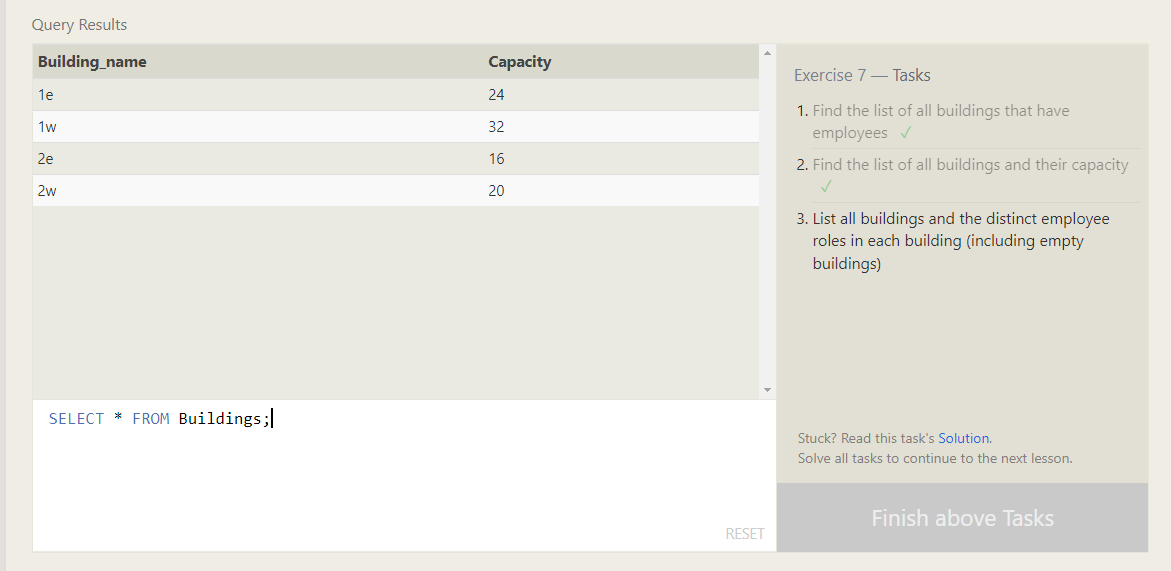 Query Results
Building_name Capacity
1e 24
1w 32
2e 16
2w 20
SELECT * FROM Buildings;
RESET
Exercise 7 — Tasks
1. Find the list of all buildings that have
employees ✓
2. Find the list of all buildings and their capacity
✓
3. List all buildings and the distinct employee
roles in each building (including empty
buildings)
Stuck? Read this task's Solution.
Solve all tasks to continue to the next lesson.
Finish above Tasks